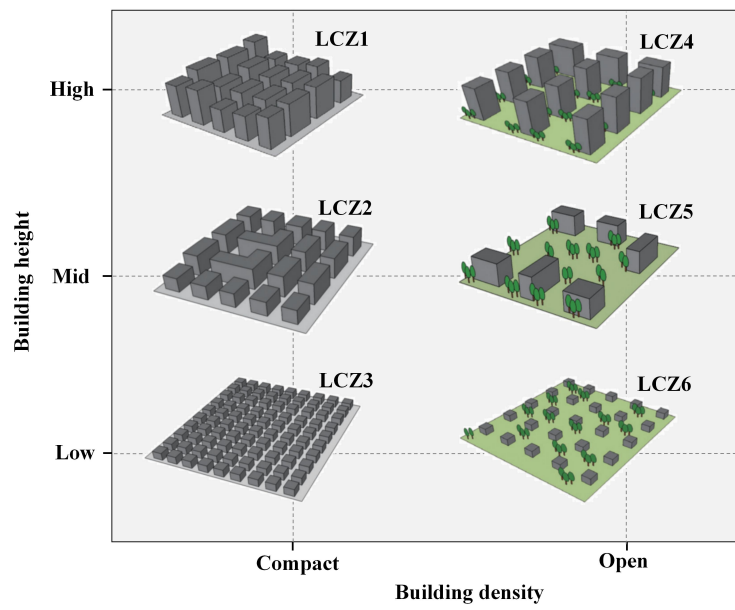 LCZ1
LCZ4
High
LCZ2
LCZ5
Building height
Mid
LCZ3
LCZ6
Low
Compact
Open
Building density